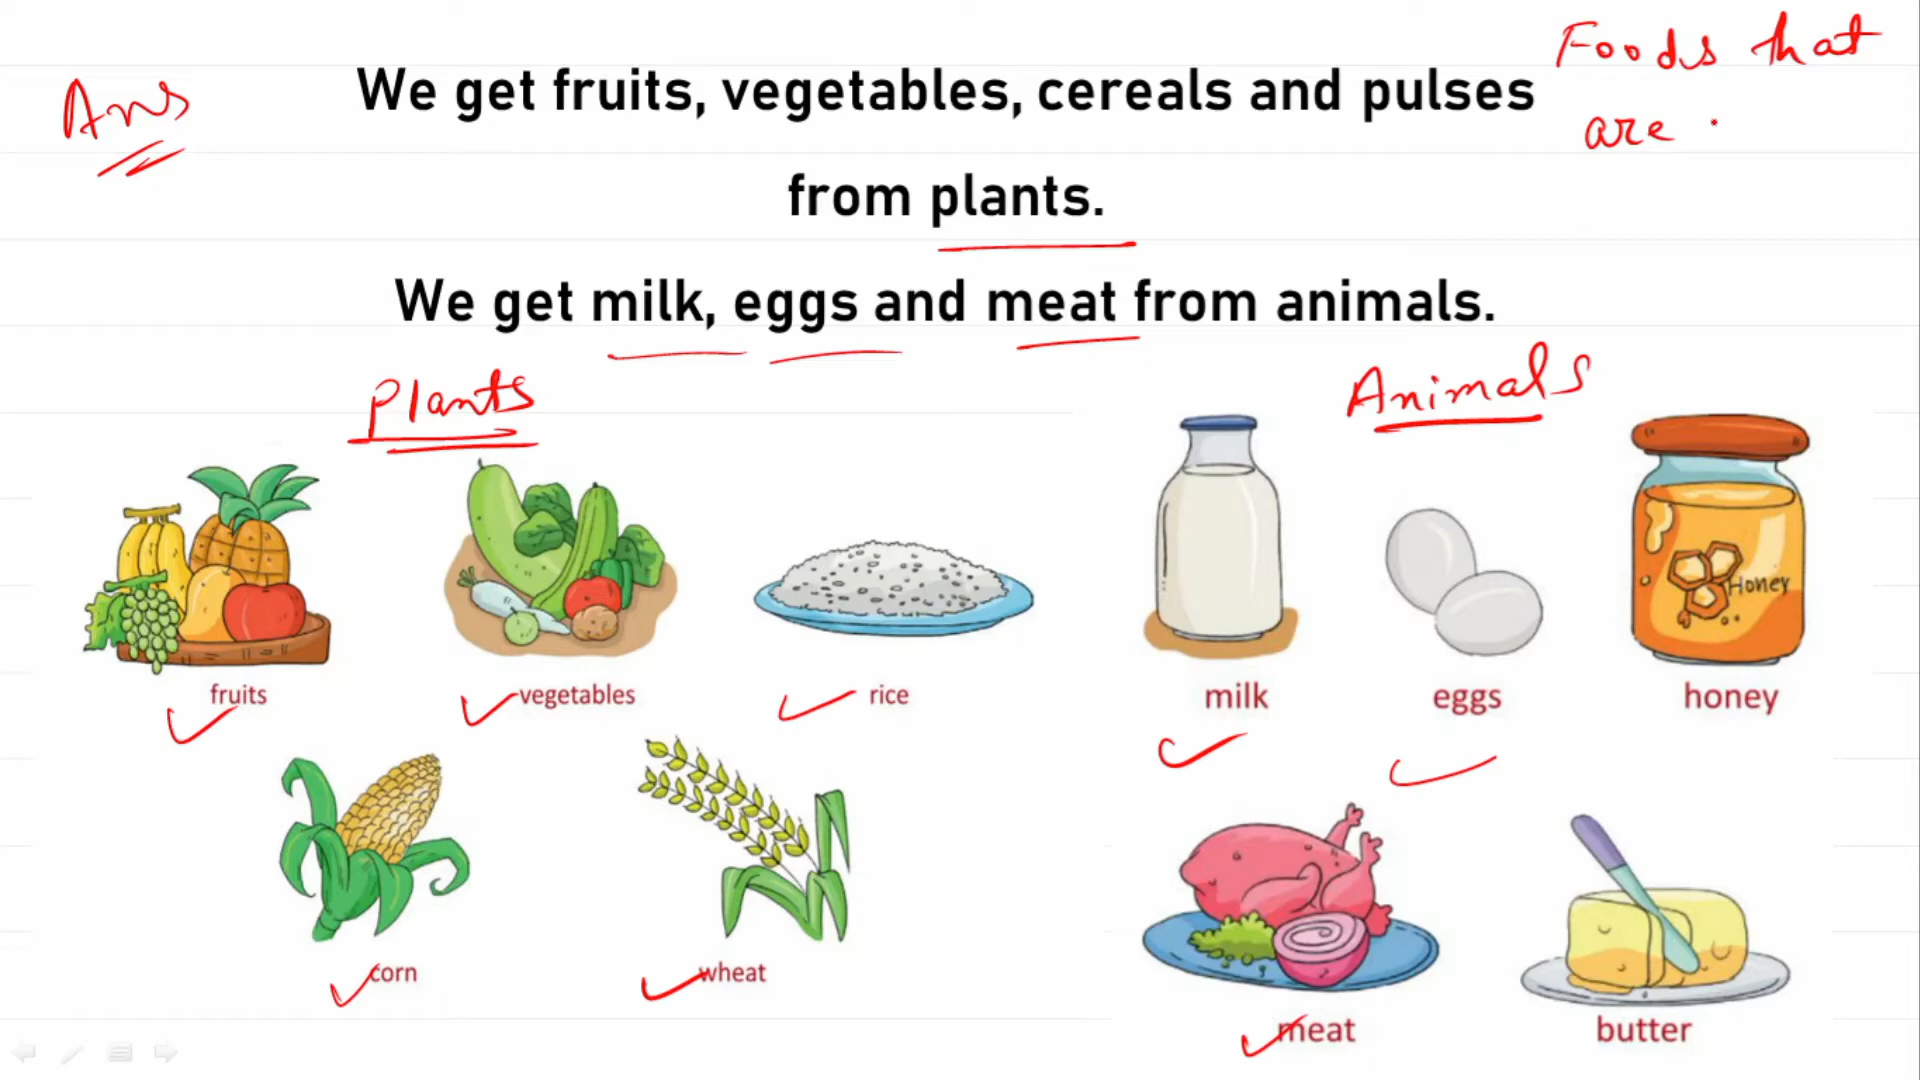 Foods that
are
Ans
We get fruits, vegetables, cereals and pulses
from plants.
We get milk, eggs and meat from animals.
Plants
Animals
Honey
fruits
vegetables
rice
milk
eggs
honey
corn
wheat
meat
butter